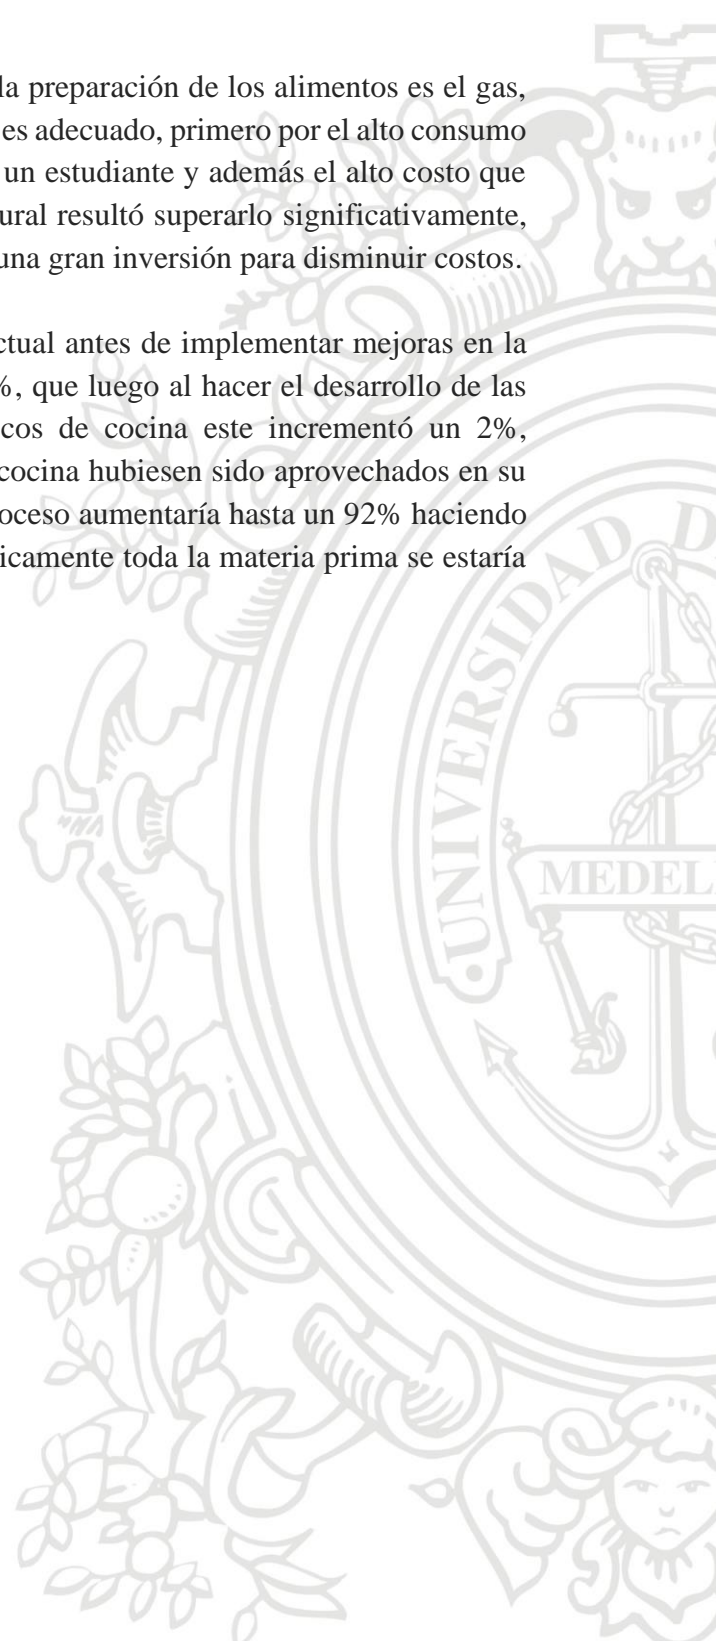 la preparación de los alimentos es el gas,
es adecuado, primero por el alto consumo
un estudiante y además el alto costo que
ural resultó superarlo significativamente,
una gran inversión para disminuir costos.
ctual antes de implementar mejoras en la
%, que luego al hacer el desarrollo de las
cos de cocina este incrementó un 2%,
cocina hubiesen sido aprovechados en su
oceso aumentaría hasta un 92% haciendo
icamente toda la materia prima se estaría
UNIVERSIDAD D
MEDEL